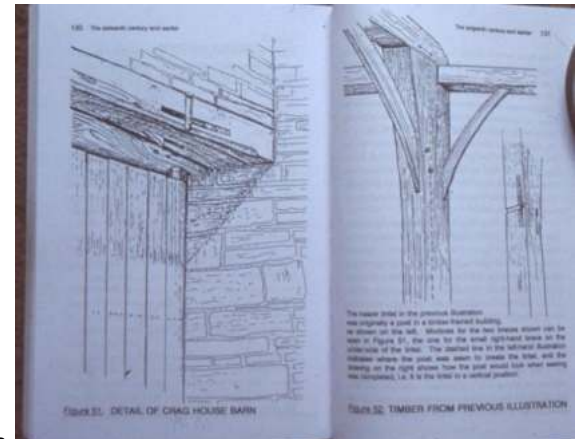 130 The sixteenth century and earlier
Figure 51. DETAIL OF CRAG HOUSE BARN
The sixteenth century and earlier 131
The nearer lintel in the previous illustration
was originally a post in a timber-framed building,
as shown on the left. Mortices for the two braces shown can be
seen in Figure 51, the one for the small right-hand brace on the
underside of the lintel. The dashed line in the left-hand illustration
indicates where the post was sawn to create the lintel, and the
drawing on the right shows how the post would look when sawing
was completed, i.e. it is the lintel in a vertical position.
Figure 52. TIMBER FROM PREVIOUS ILLUSTRATION